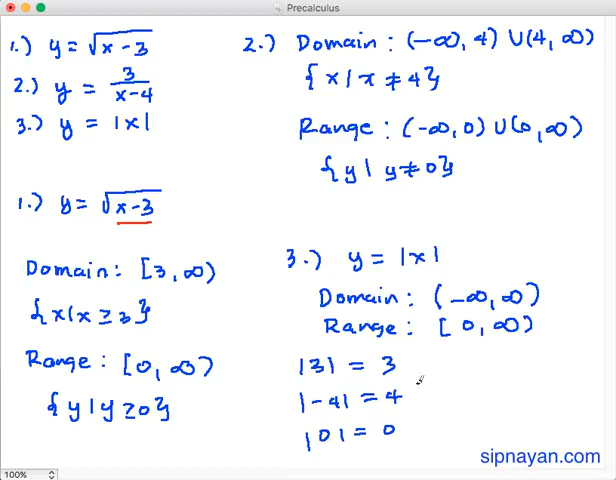 Precalculus
1.) y = √(x-3)
2.) y = 3/(x-4)
3.) y = |x|
1.) y = √(x-3)
Domain: [3, ∞)
{x|x ≥ 3}
Range: [0, ∞)
{y|y ≥ 0}
2.) Domain: (-∞, 4) ∪ (4, ∞)
{x|x ≠ 4}
Range: (-∞, 0) ∪ (0, ∞)
{y| y ≠ 0}
3.) y = |x|
Domain: (-∞, ∞)
Range: [0, ∞)
|3| = 3
|-4| = 4
|0| = 0
sipnayan.com
100%